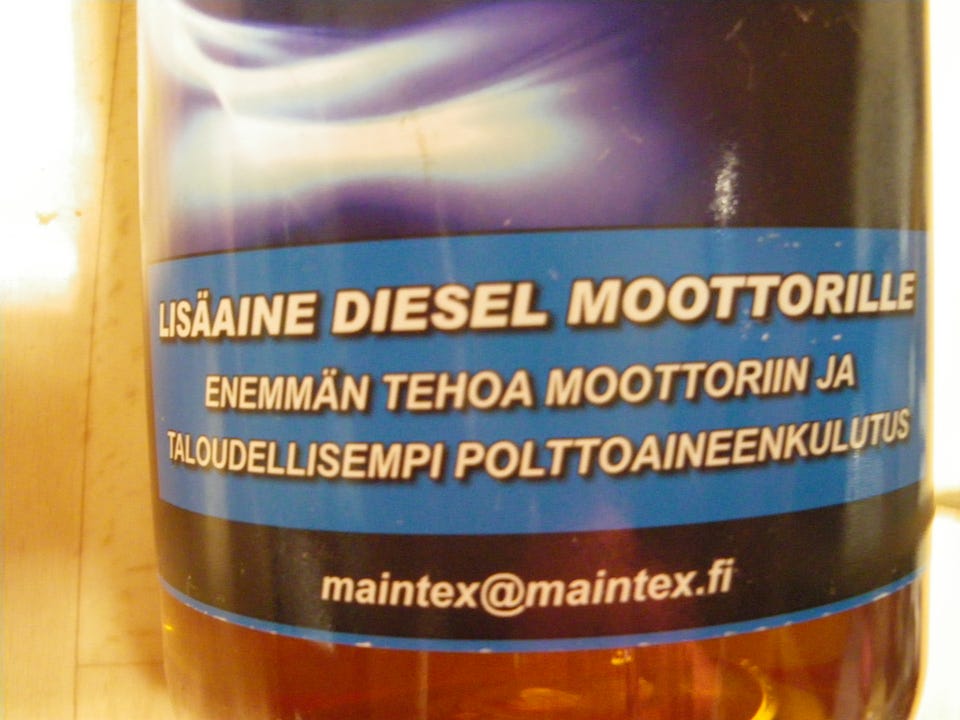 LISÄAINE DIESEL MOOTTORILLE
ENEMMÄN TEHOA MOOTTORIIN JA
TALOUDELLISEMPI POLTTOAINEENKULUTUS
maintex@maintex.fi